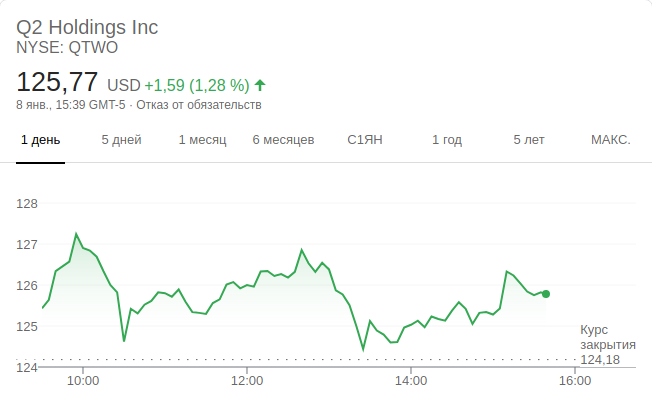 Q2 Holdings Inc
NYSE: QTWO
125,77 USD +1,59 (1,28 %)
8 янв., 15:39 GMT-5 · Отказ от обязательств
1 день 5 дней 1 месяц 6 месяцев С1ЯН 1 год 5 лет МАКС.
128
127
126
125
124
Курс
закрытия
124,18
10:00 12:00 14:00 16:00